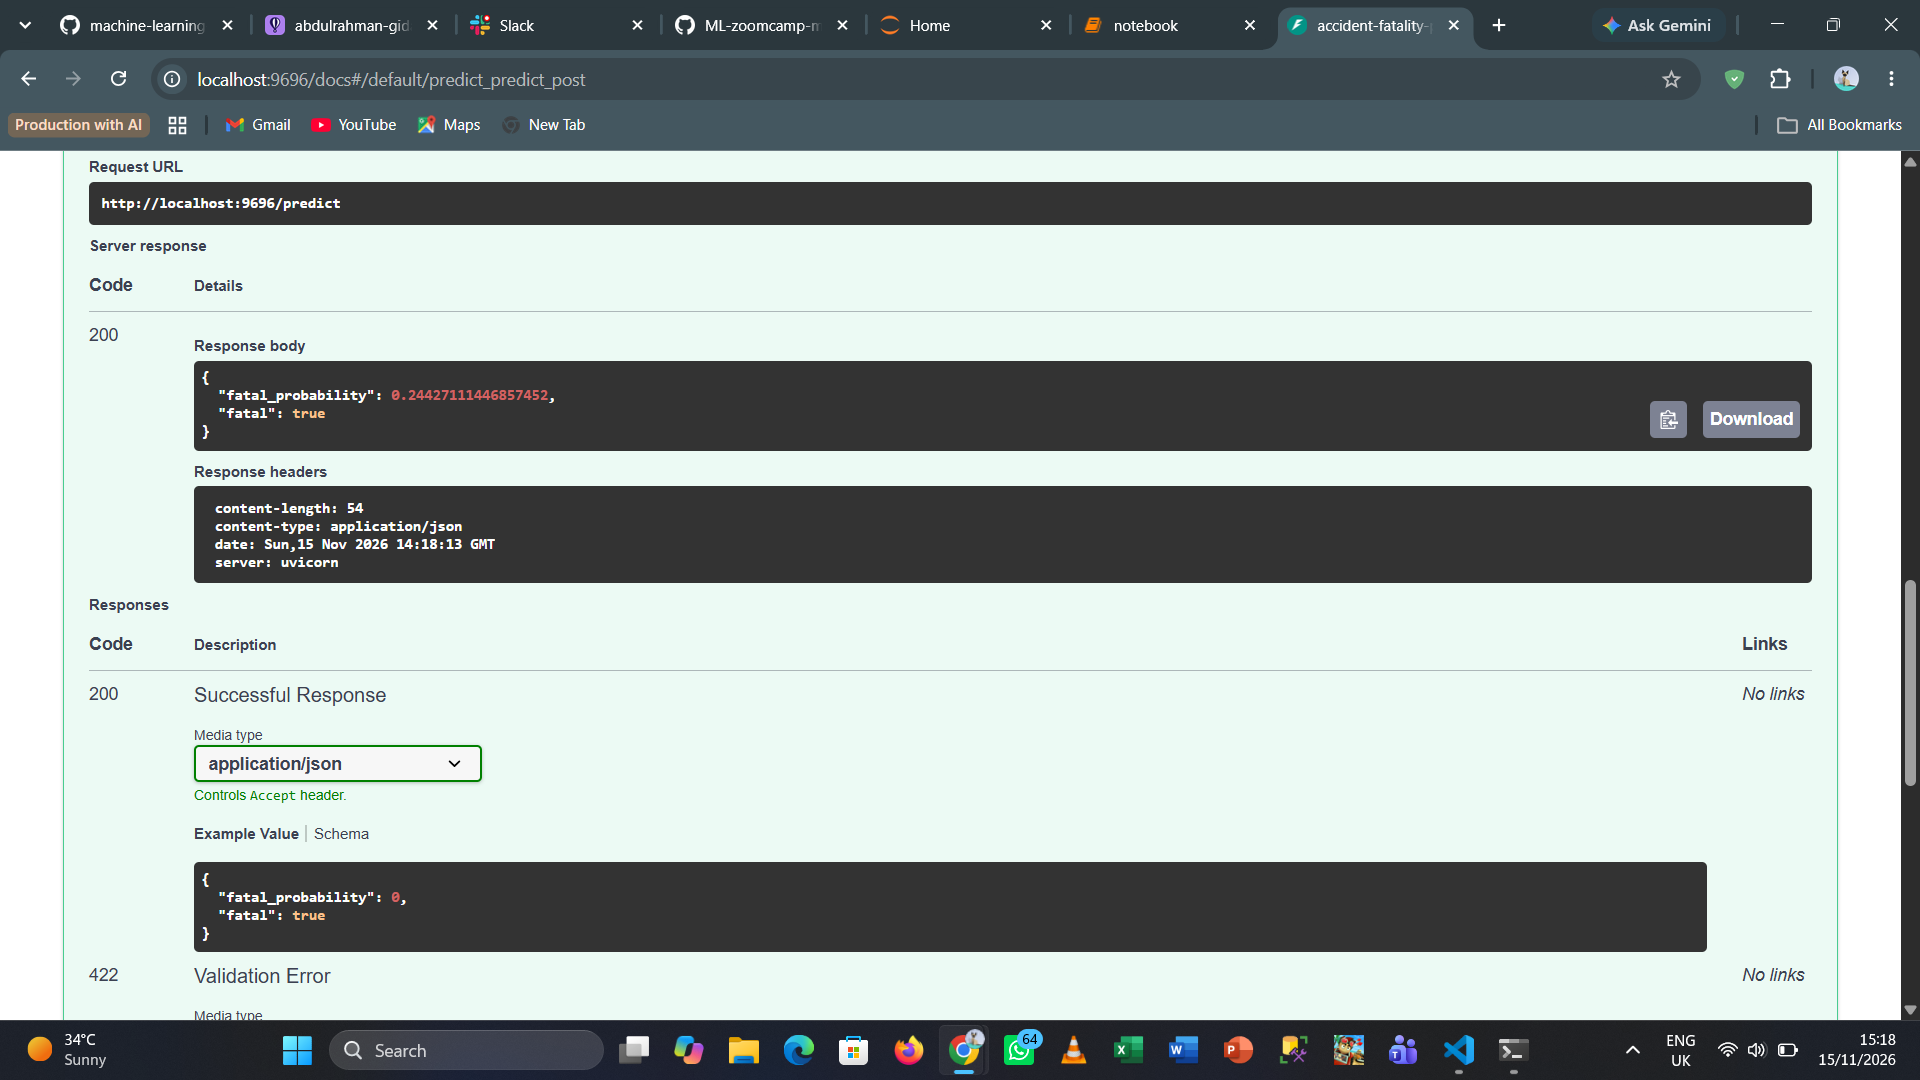 machine-learning
abdulrahman-gid
Slack
ML-zoomcamp-m
Home
notebook
accident-fatality-p
Ask Gemini
localhost:9696/docs#/default/predict_predict_post
Production with AI
Gmail
YouTube
Maps
New Tab
All Bookmarks
Request URL
http://localhost:9696/predict
Server response
Code Details
200
Response body
{
"fatal_probability": 0.24427111446857452,
"fatal": true
}
Download
Response headers
content-length: 54
content-type: application/json
date: Sun,15 Nov 2026 14:18:13 GMT
server: uvicorn
Responses
Code Description Links
200 Successful Response No links
Media type
application/json
Controls Accept header.
Example Value Schema
{
"fatal_probability": 0,
"fatal": true
}
422 Validation Error No links
Media type
34°C
Sunny
Search
64
ENG
UK
15:18
15/11/2026